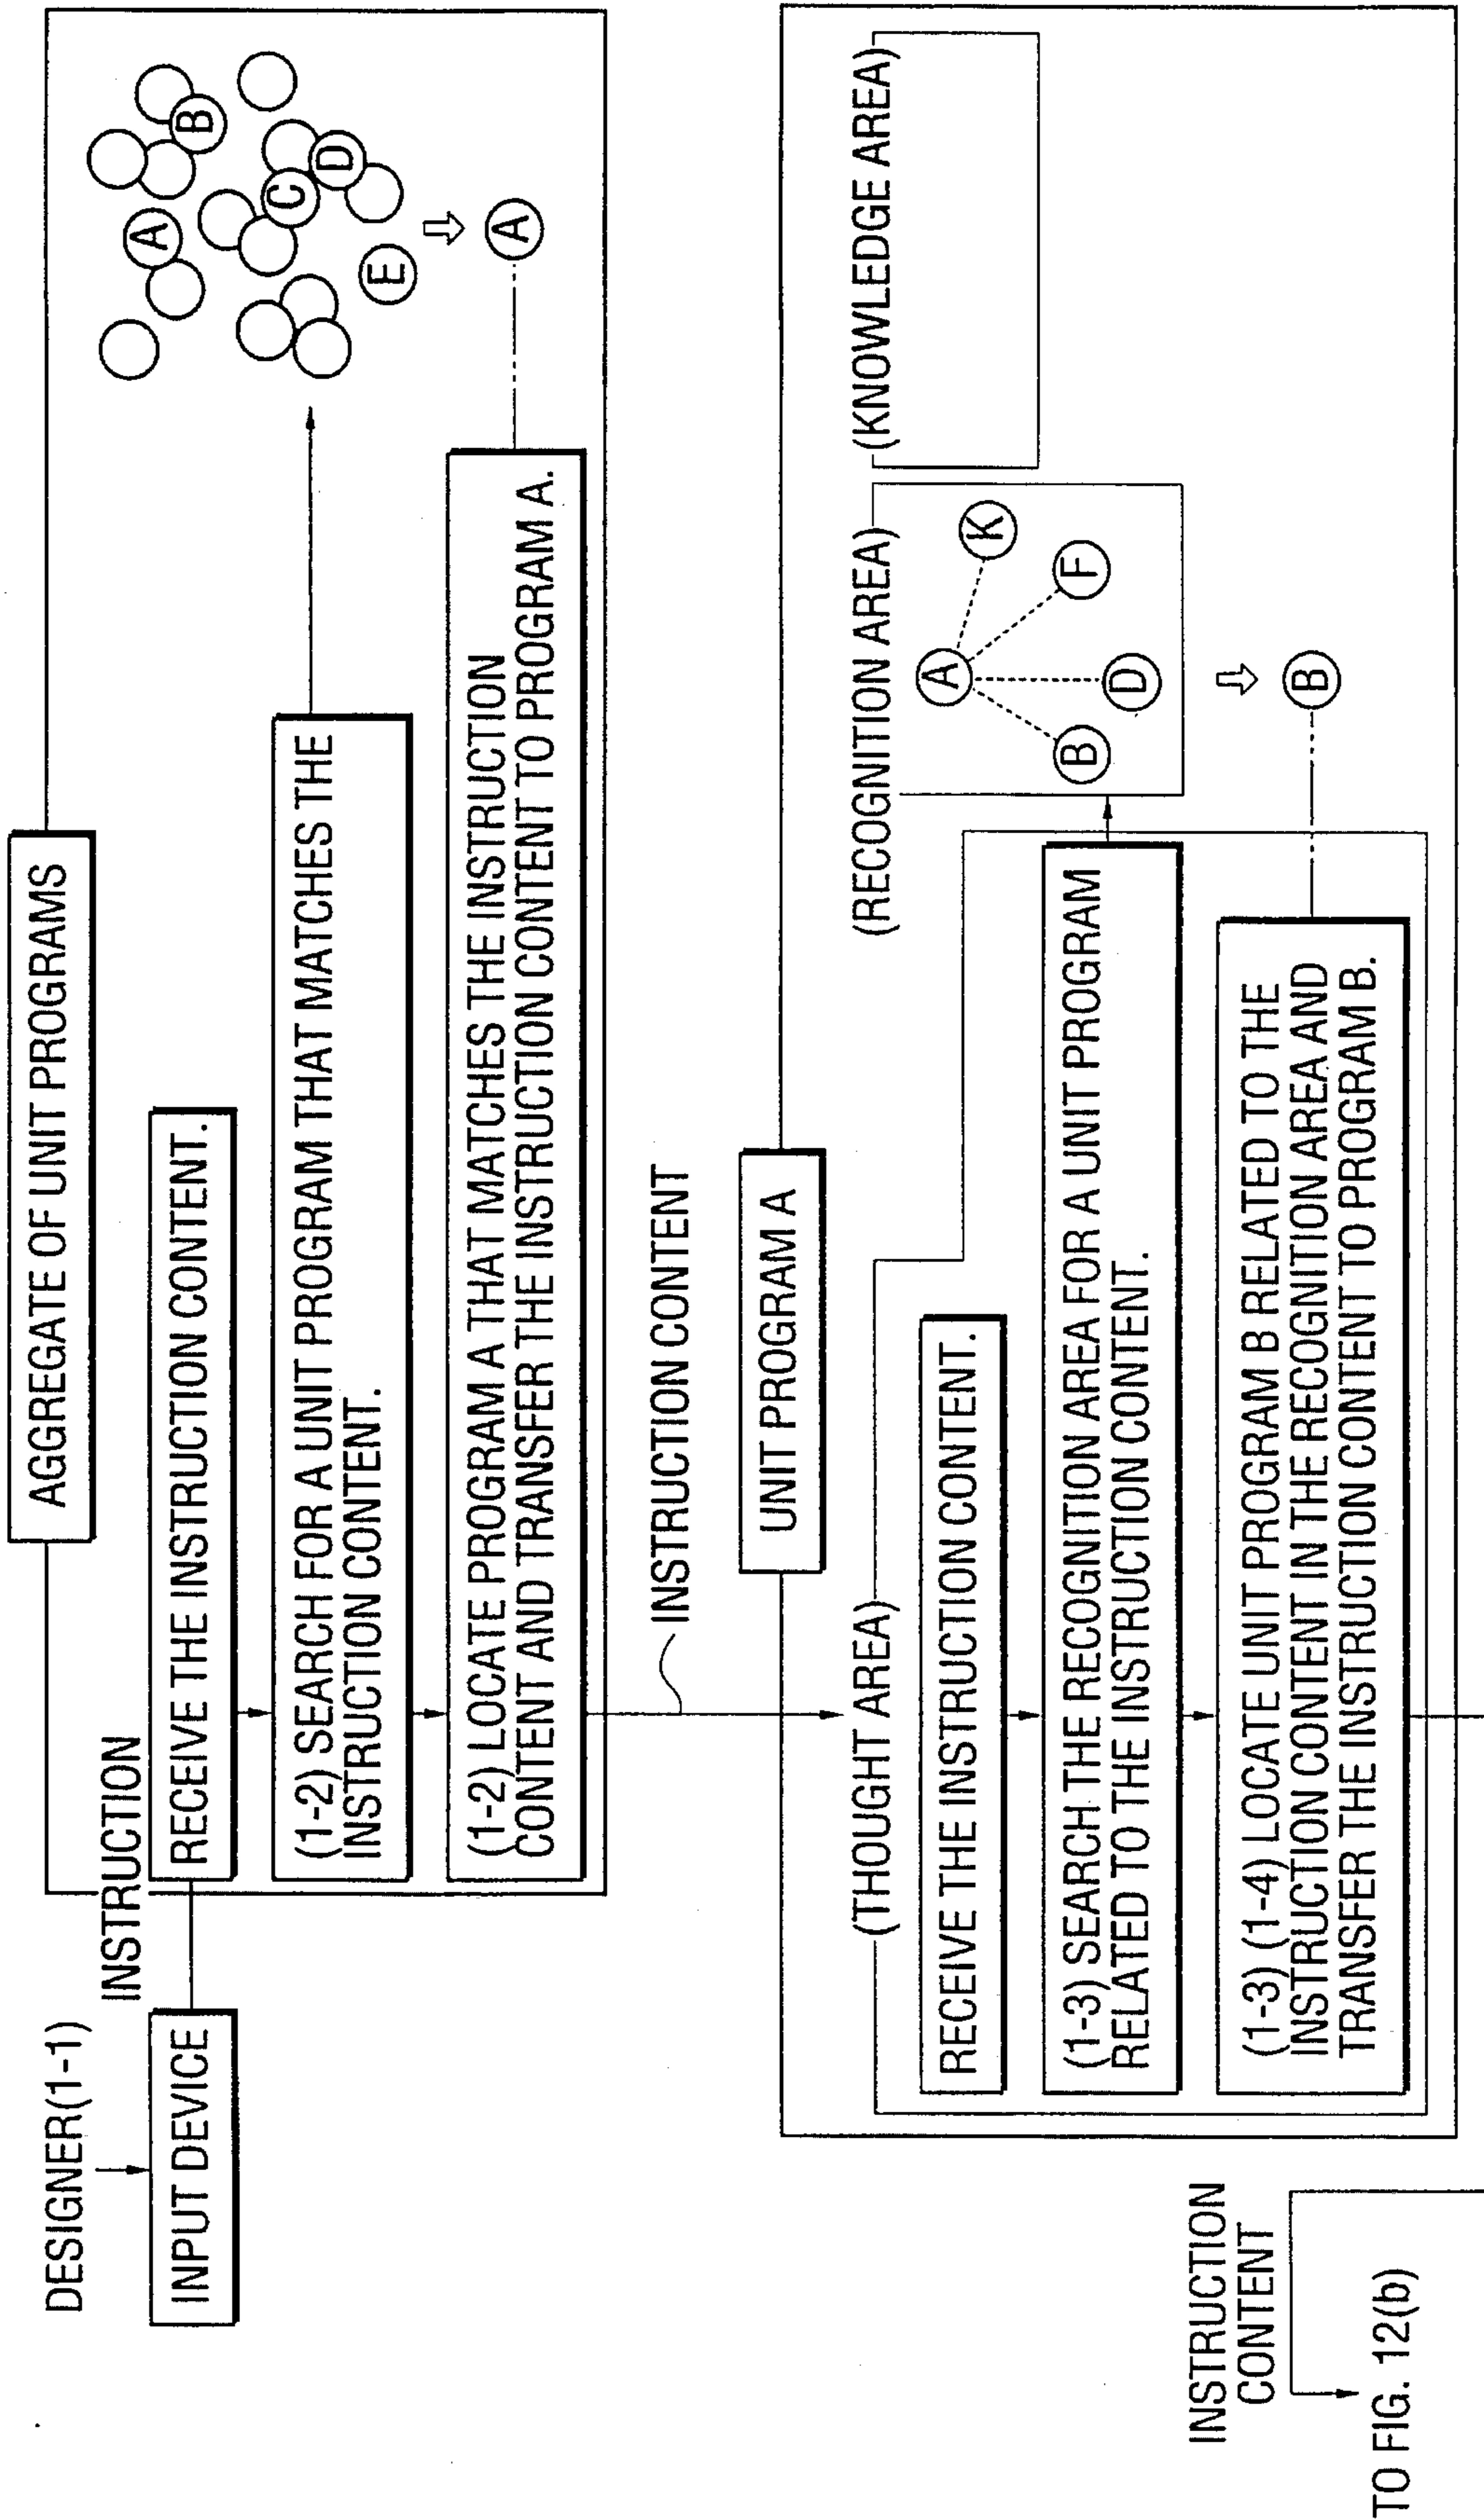 DESIGNER(1-1)
INPUT DEVICE
INSTRUCTION
AGGREGATE OF UNIT PROGRAMS
RECEIVE THE INSTRUCTION CONTENT.
(1-2) SEARCH FOR A UNIT PROGRAM THAT MATCHES THE
INSTRUCTION CONTENT.
(1-2) LOCATE PROGRAM A THAT MATCHES THE INSTRUCTION
CONTENT AND TRANSFER THE INSTRUCTION CONTENT TO PROGRAM A.
A
B
C
D
E
A
INSTRUCTION CONTENT
UNIT PROGRAM A
(THOUGHT AREA)
RECEIVE THE INSTRUCTION CONTENT.
(1-3) SEARCH THE RECOGNITION AREA FOR A UNIT PROGRAM
RELATED TO THE INSTRUCTION CONTENT.
(1-3) (1-4) LOCATE UNIT PROGRAM B RELATED TO THE
INSTRUCTION CONTENT IN THE RECOGNITION AREA AND
TRANSFER THE INSTRUCTION CONTENT TO PROGRAM B.
(RECOGNITION AREA)
A
K
B
F
D
B
(KNOWLEDGE AREA)
INSTRUCTION
CONTENT
TO FIG. 12(b)